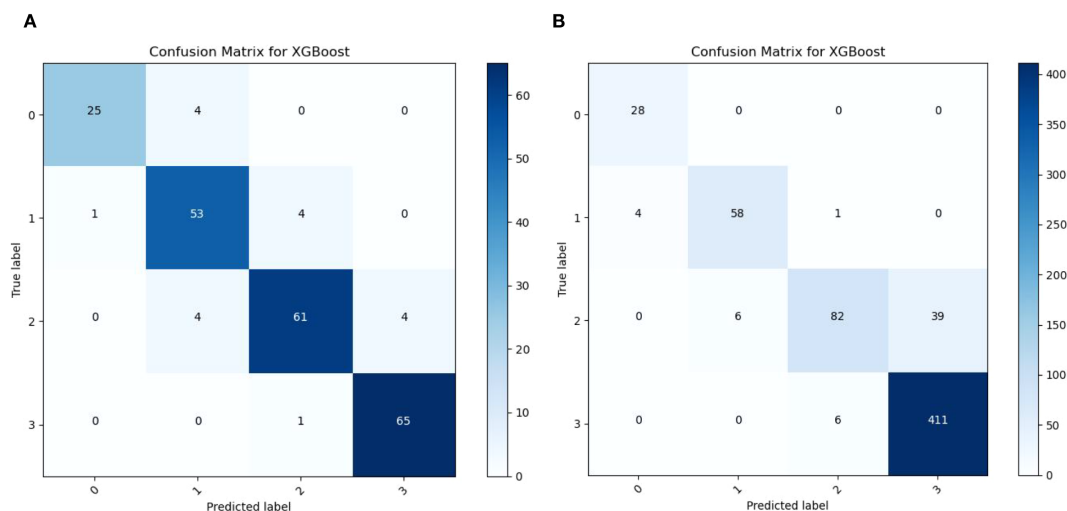 A
Confusion Matrix for XGBoost
0 25 4 0 0
1 1 53 4 0
2 0 4 61 4
3 0 0 1 65
True label
0 1 2 3
Predicted label
60
50
40
30
20
10
0
B
Confusion Matrix for XGBoost
0 28 0 0 0
1 4 58 1 0
2 0 6 82 39
3 0 0 6 411
True label
0 1 2 3
Predicted label
400
350
300
250
200
150
100
50
0